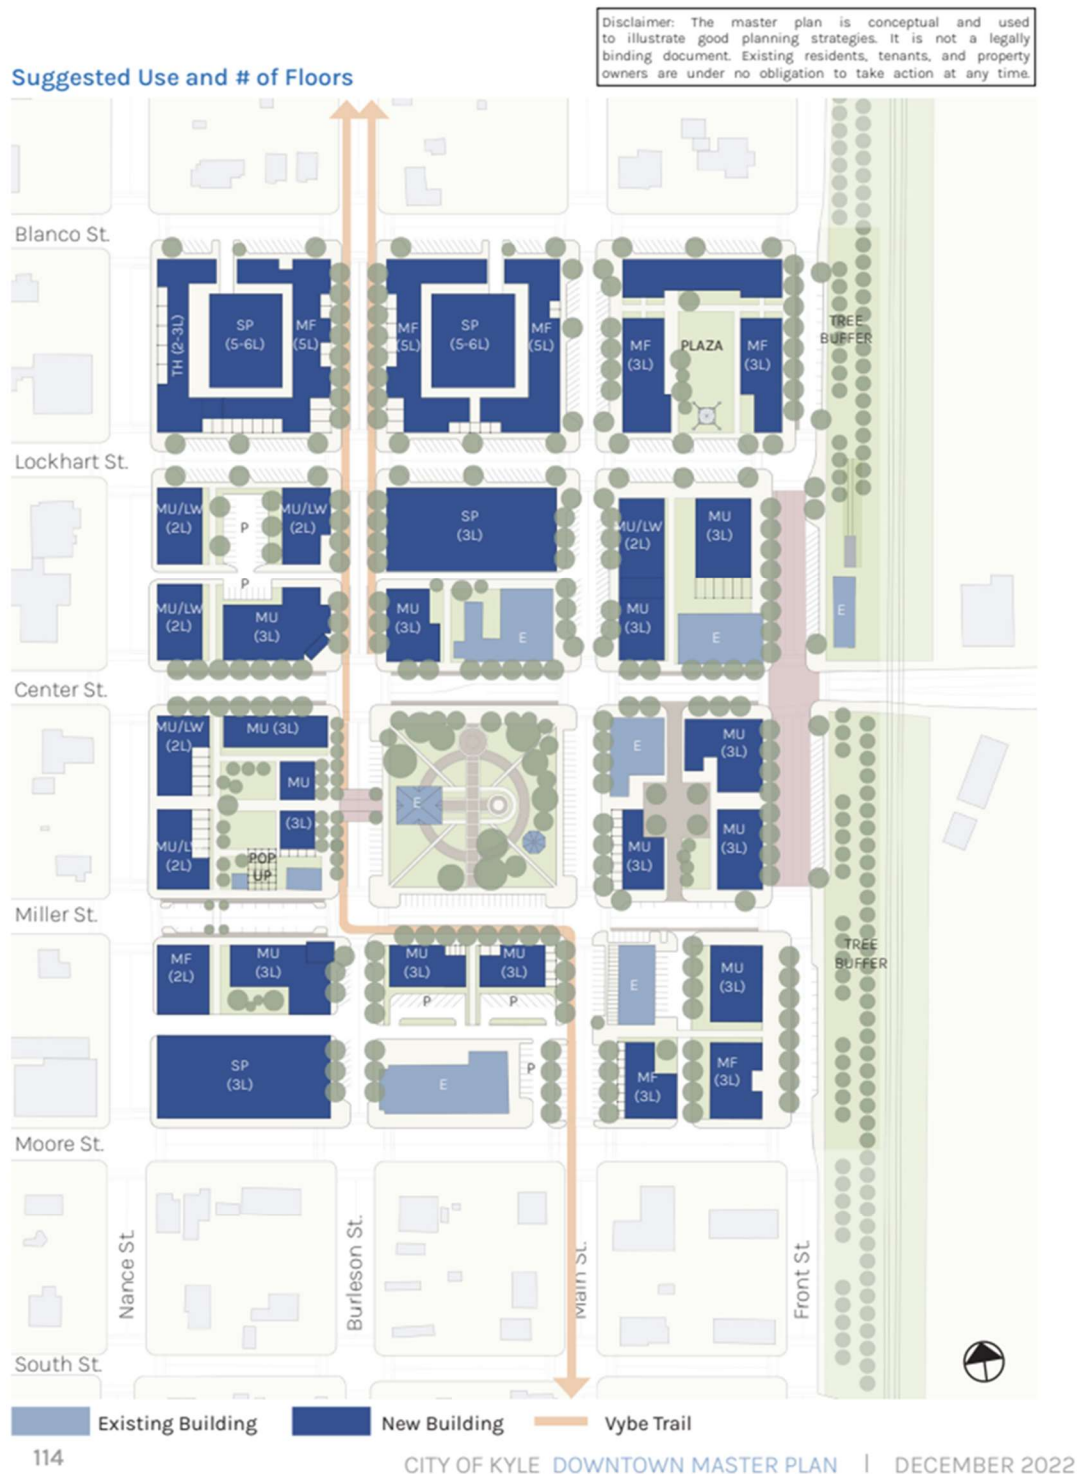 Disclaimer: The master plan is conceptual and used
to illustrate good planning strategies. It is not a legally
binding document. Existing residents, tenants, and property
owners are under no obligation to take action at any time.
Suggested Use and # of Floors
Blanco St.
TH (2-3L)
SP
(5-6L)
MF
(5L)
MF
(5L)
SP
(5-6L)
MF
(5L)
MF
(3L)
PLAZA
MF
(3L)
TREE
BUFFER
Lockhart St.
MU/LW
(2L)
P
MU/LW
(2L)
SP
(3L)
MU/LW
(2L)
MU
(3L)
P
MU/LW
(2L)
MU
(3L)
MU
(3L)
E
MU
(3L)
E
E
Center St.
MU/LW
(2L)
MU (3L)
E
MU
(3L)
MU
(3L)
E
MU/L
(2L)
POP
UP
MU
(3L)
MU
(3L)
Miller St.
MF
(2L)
MU
(3L)
MU
(3L)
MU
(3L)
P
P
E
MU
(3L)
TREE
BUFFER
SP
(3L)
E
P
MF
(3L)
MF
(3L)
Moore St.
Nance St.
Burleson St.
Main St.
Front St.
South St.
Existing Building
New Building
Vybe Trail
114
CITY OF KYLE DOWNTOWN MASTER PLAN | DECEMBER 2022